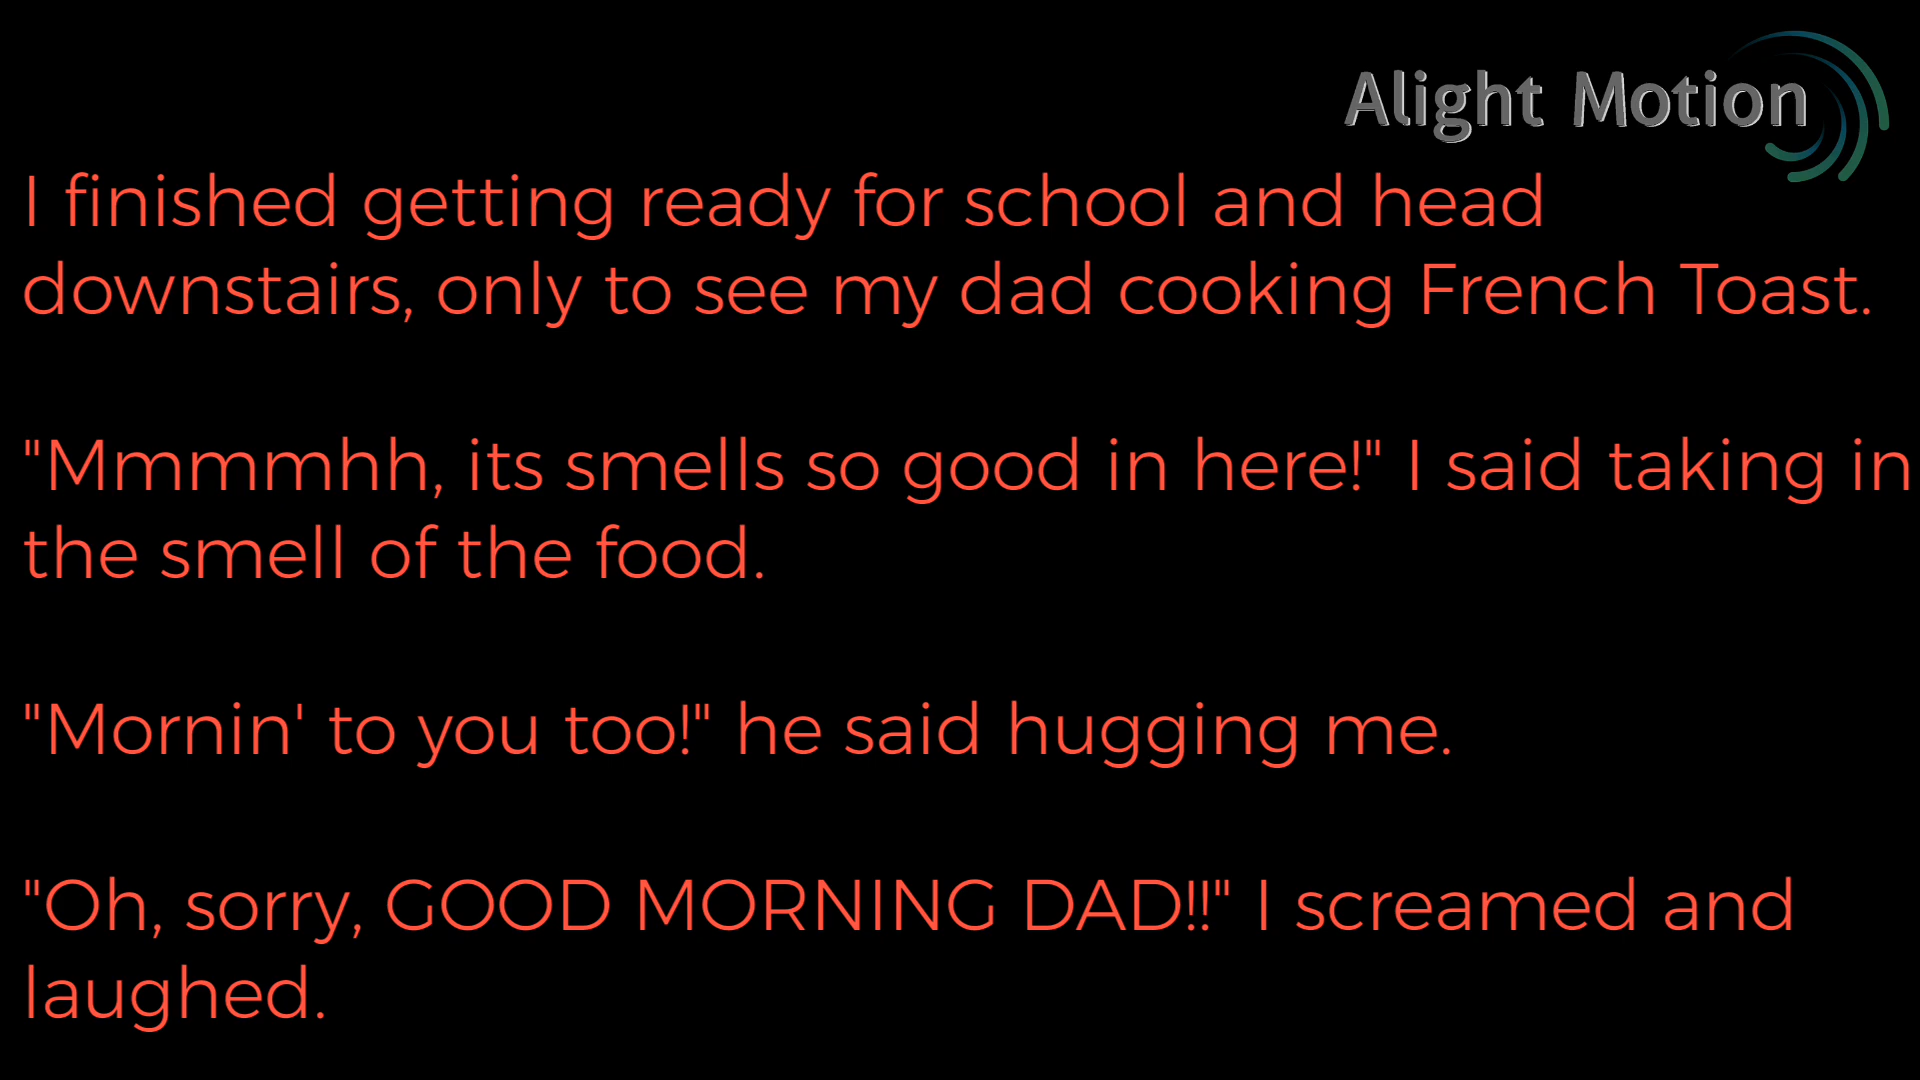 Alight Motion
I finished getting ready for school and head
downstairs, only to see my dad cooking French Toast.
"Mmmmhh, its smells so good in here!" I said taking in
the smell of the food.
"Mornin' to you too!" he said hugging me.
"Oh, sorry, GOOD MORNING DAD!!" I screamed and
laughed.